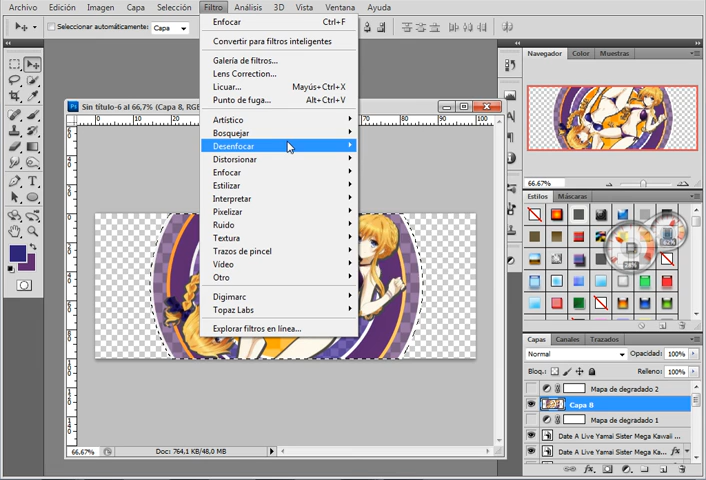 Archivo Edición Imagen Capa Selección Filtro Análisis 3D Vista Ventana Ayuda
Seleccionar automáticamente: Capa
Enfocar Ctrl+F
Convertir para filtros inteligentes
Galería de filtros...
Lens Correction...
Licuar... Mayús+Ctrl+X
Punto de fuga... Alt+Ctrl+V
Artístico
Bosquejar
Desenfocar
Distorsionar
Enfocar
Estilizar
Interpretar
Pixelizar
Ruido
Textura
Trazos de pincel
Vídeo
Otro
Digimarc
Topaz Labs
Explorar filtros en línea...
Sin título-6 al 66,7% (Capa 8, RGB
66.67% Doc: 764,1 KB/48,0 MB
Navegador Color Muestras
66.67%
Estilos Máscaras
Capas Canales Trazados
Normal Opacidad: 100%
Bloq.: Relleno: 100%
Mapa de degradado 2
Capa 8
Mapa de degradado 1
Date A Live Yamai Sister Mega Kawaii ...
Date A Live Yamai Sister Mega Ka... fx